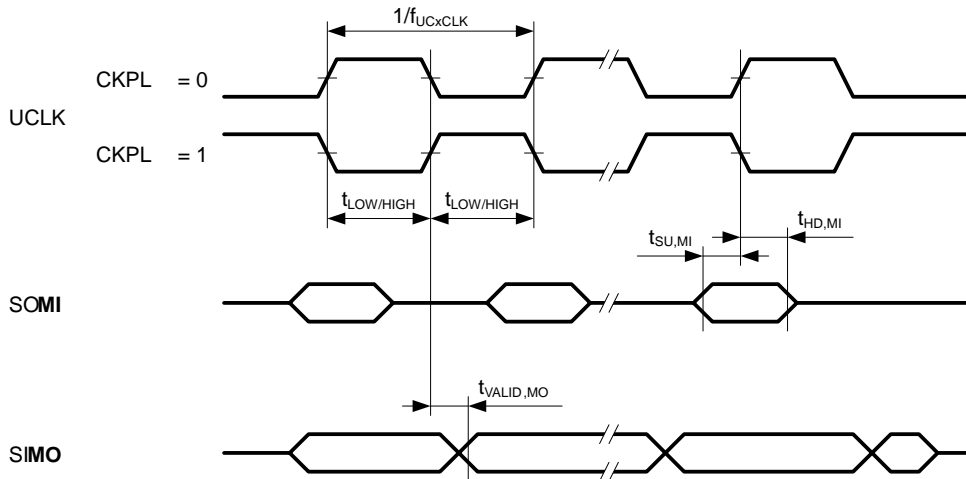 1/fUCxCLK
CKPL = 0
UCLK
CKPL = 1
tLOW/HIGH tLOW/HIGH
tHD,MI
tSU,MI
SOMI
tVALID,MO
SIMO